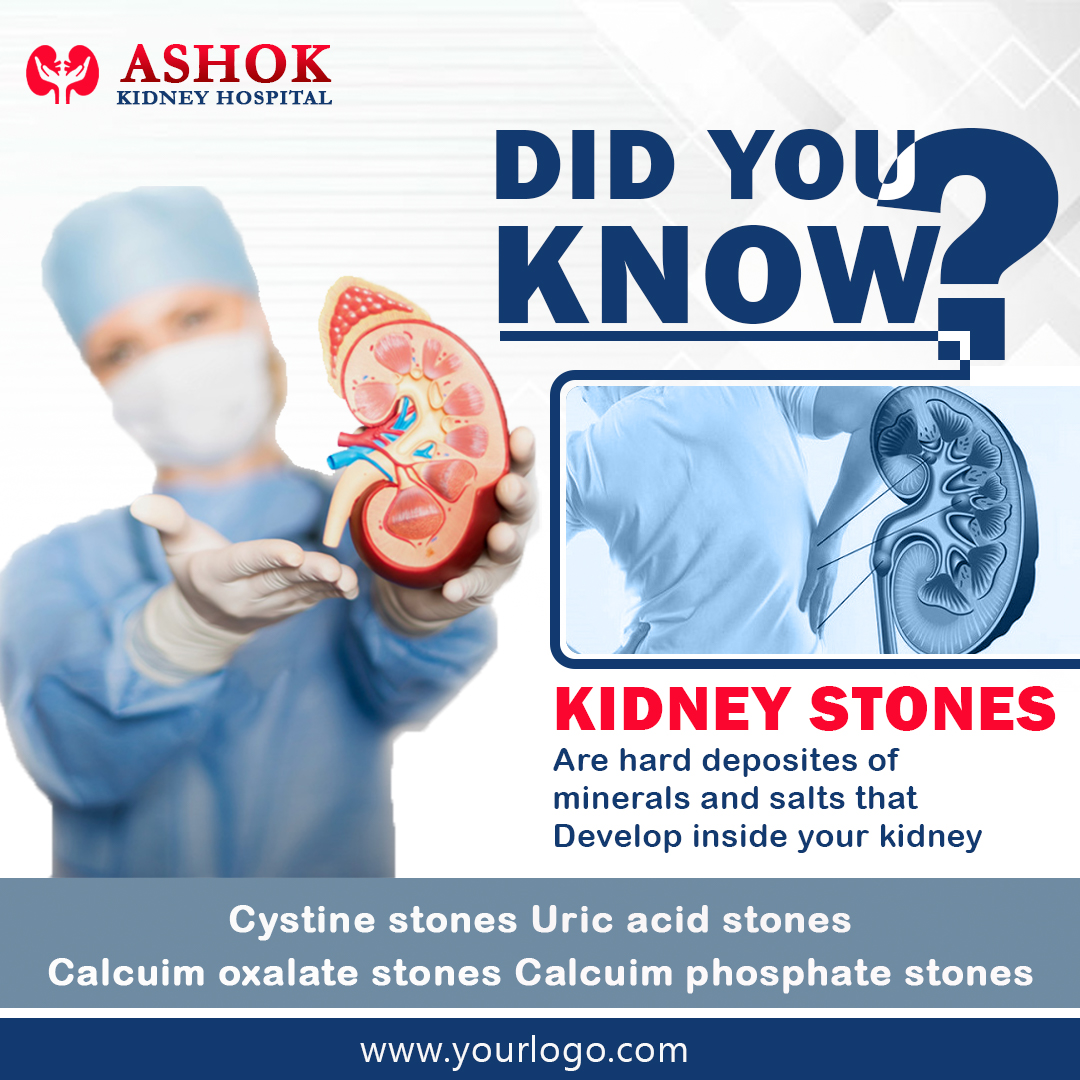 ASHOK
KIDNEY HOSPITAL
DID YOU
KNOW?
KIDNEY STONES
Are hard deposites of
minerals and salts that
Develop inside your kidney
Cystine stones Uric acid stones
Calcuim oxalate stones Calcuim phosphate stones
www.yourlogo.com